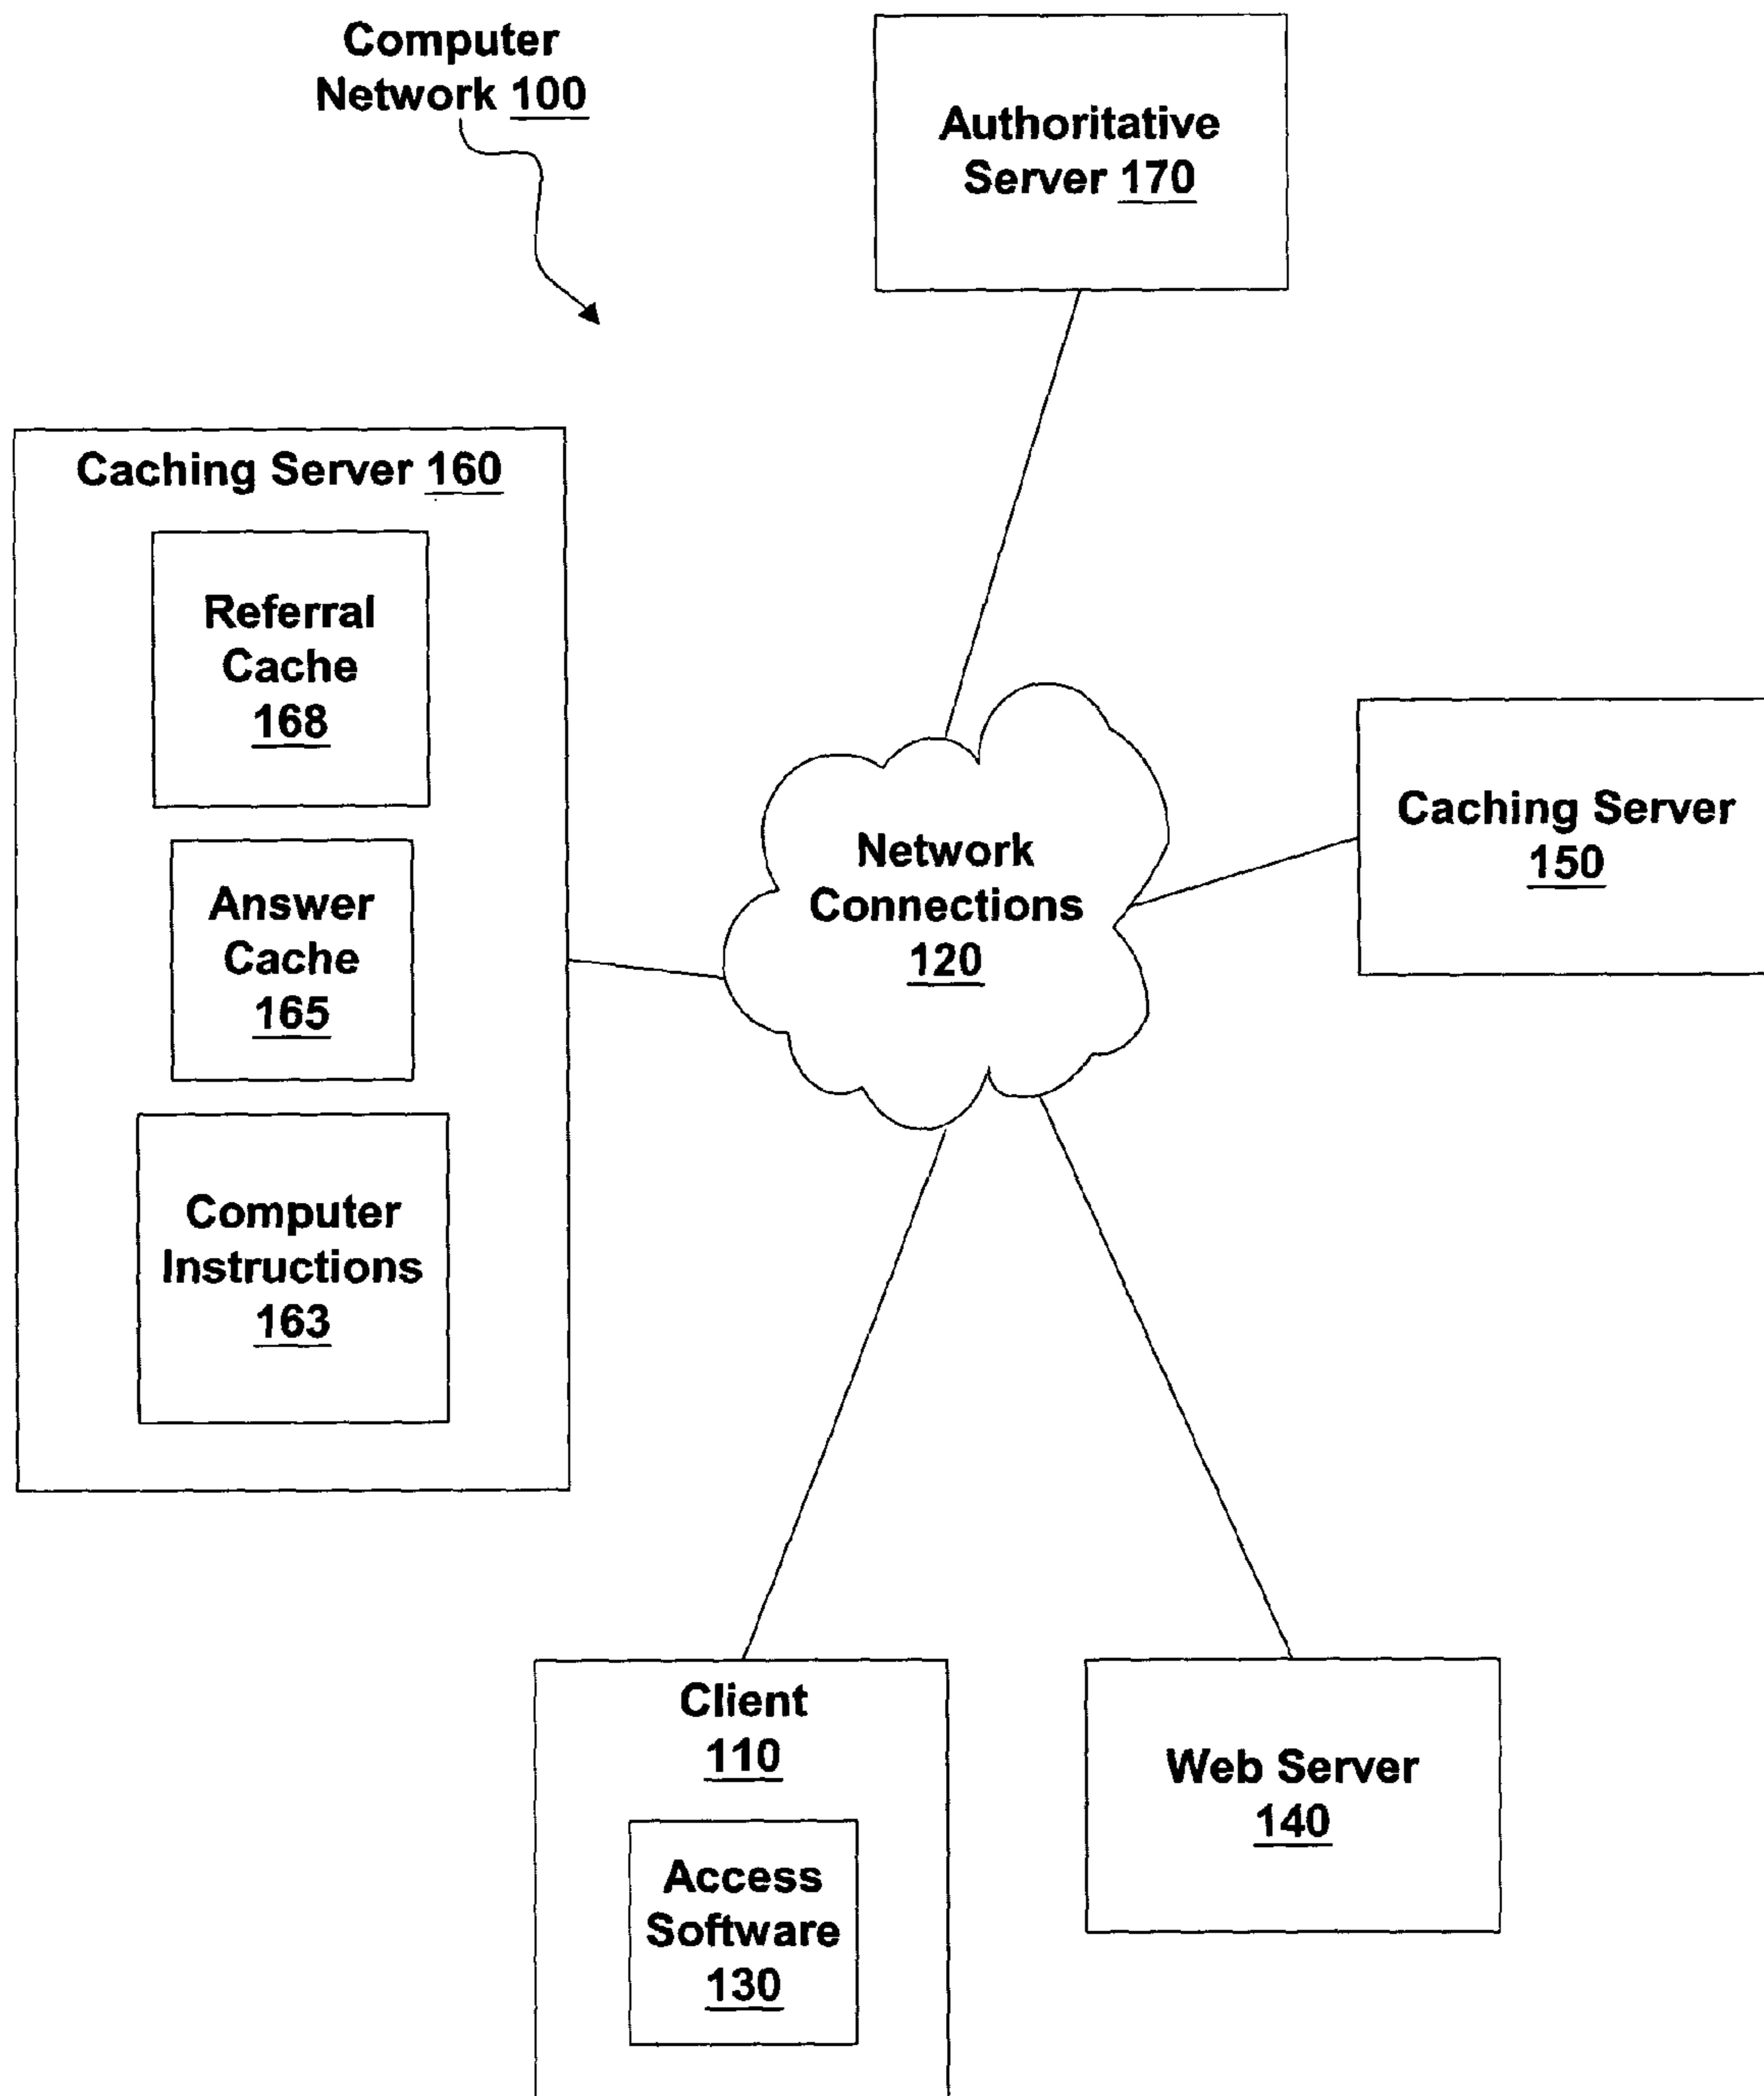 Computer
Network 100
Authoritative
Server 170
Caching Server 160
Referral
Cache
168
Answer
Cache
165
Computer
Instructions
163
Network
Connections
120
Caching Server
150
Client
110
Access
Software
130
Web Server
140